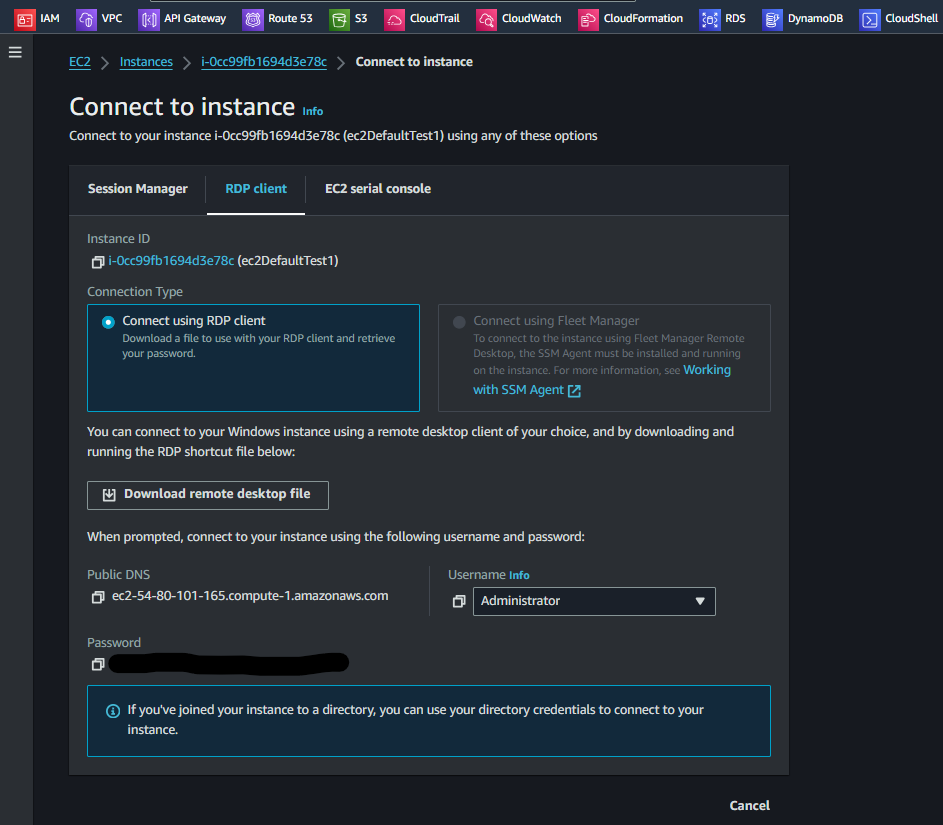 IAM VPC API Gateway Route 53 S3 CloudTrail CloudWatch CloudFormation RDS DynamoDB CloudShell
EC2 Instances i-0cc99fb1694d3e78c Connect to instance
Connect to instance Info
Connect to your instance i-0cc99fb1694d3e78c (ec2DefaultTest1) using any of these options
Session Manager RDP client EC2 serial console
Instance ID
i-0cc99fb1694d3e78c (ec2DefaultTest1)
Connection Type
Connect using RDP client
Download a file to use with your RDP client and retrieve
your password.
Connect using Fleet Manager
To connect to the instance using Fleet Manager Remote
Desktop, the SSM Agent must be installed and running
on the instance. For more information, see Working
with SSM Agent
You can connect to your Windows instance using a remote desktop client of your choice, and by downloading and
running the RDP shortcut file below:
Download remote desktop file
When prompted, connect to your instance using the following username and password:
Public DNS
ec2-54-80-101-165.compute-1.amazonaws.com
Username Info
Administrator
Password
If you've joined your instance to a directory, you can use your directory credentials to connect to your
instance.
Cancel